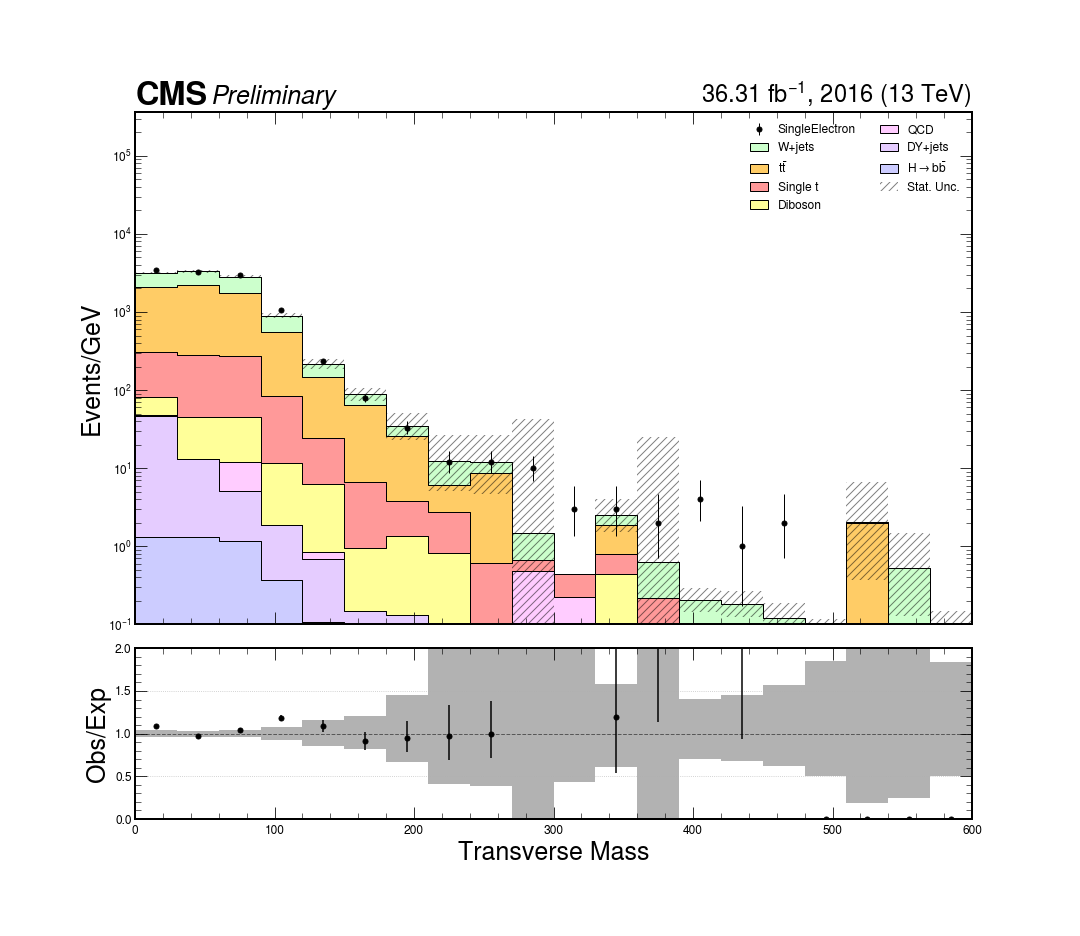 CMS Preliminary 36.31 fb⁻¹, 2016 (13 TeV)
SingleElectron
W+jets
tt̄
Single t
Diboson
QCD
DY+jets
H→bb̄
Stat. Unc.
Events/GeV
10⁵
10⁴
10³
10²
10¹
10⁰
10⁻¹
Obs/Exp
2.0
1.5
1.0
0.5
0.0
0 100 200 300 400 500 600
Transverse Mass